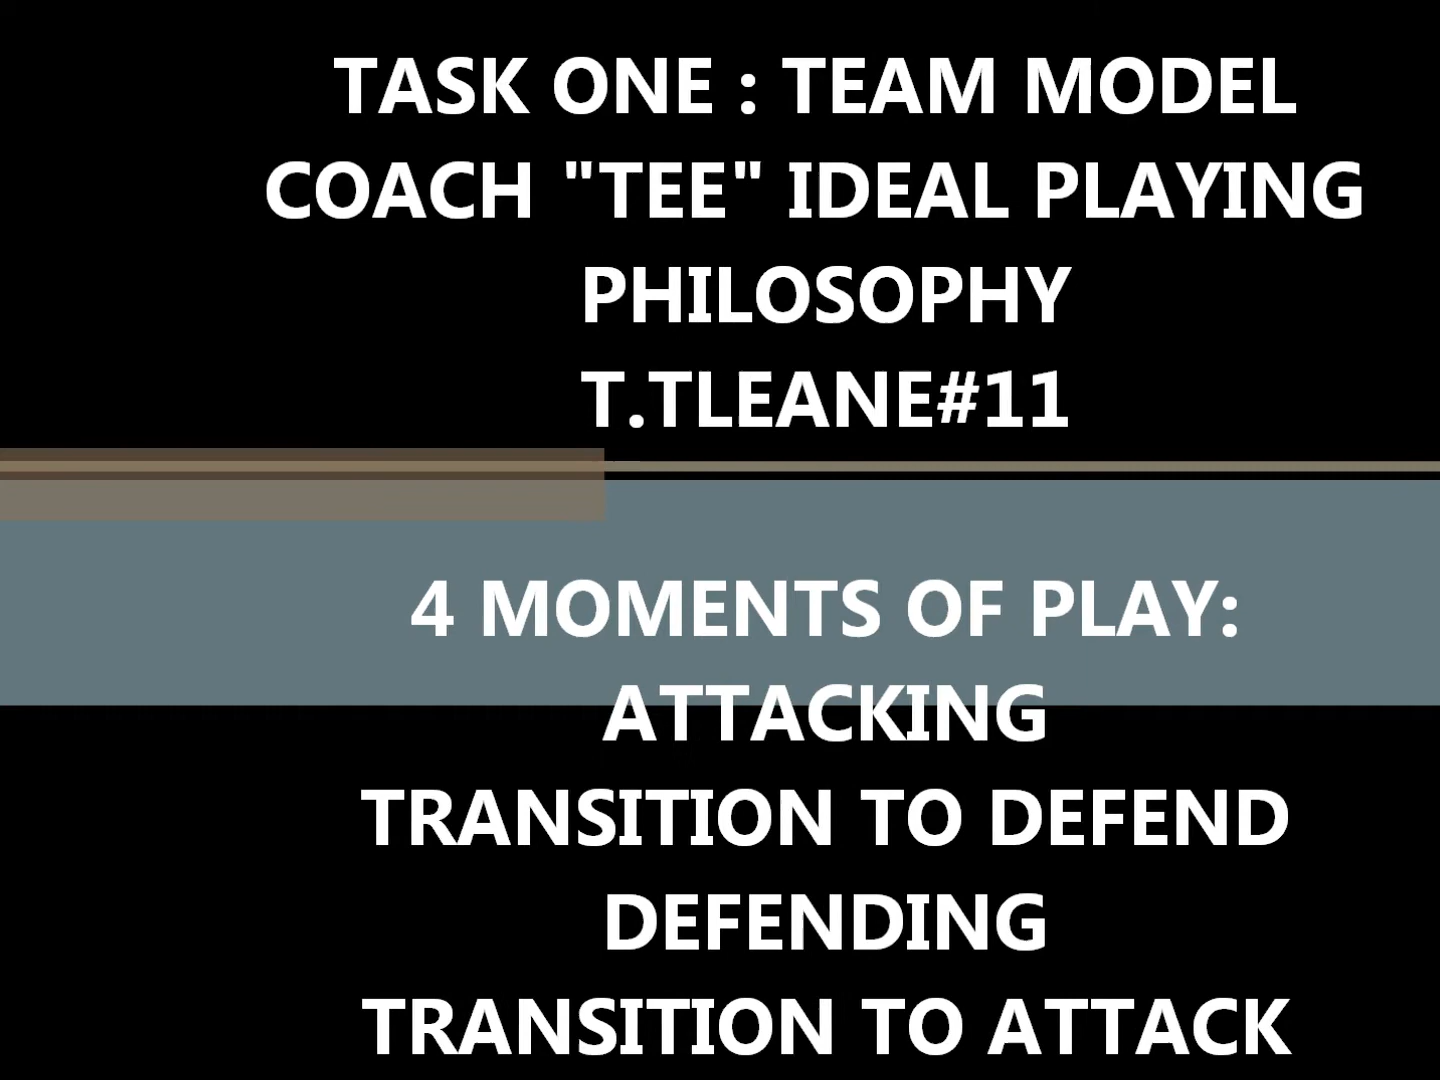 TASK ONE : TEAM MODEL
COACH "TEE" IDEAL PLAYING
PHILOSOPHY
T.TLEANE#11
4 MOMENTS OF PLAY:
ATTACKING
TRANSITION TO DEFEND
DEFENDING
TRANSITION TO ATTACK